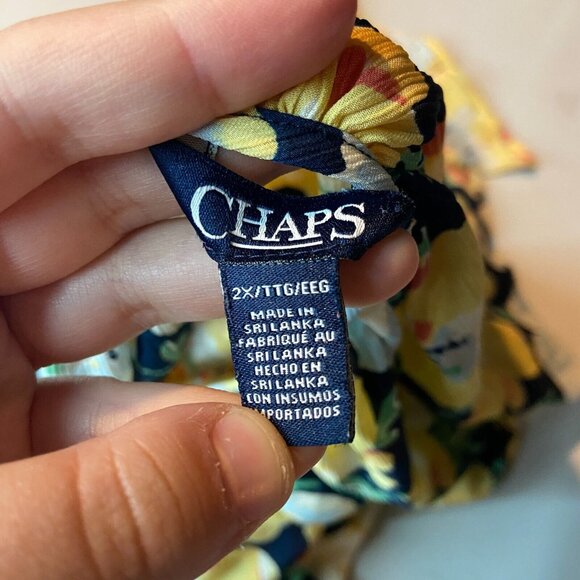 CHAPS
2X/TTG/EEG
MADE IN
SRI LANKA
FABRIQUÉ AU
SRI LANKA
HECHO EN
SRI LANKA
CON INSUMOS
IMPORTADOS